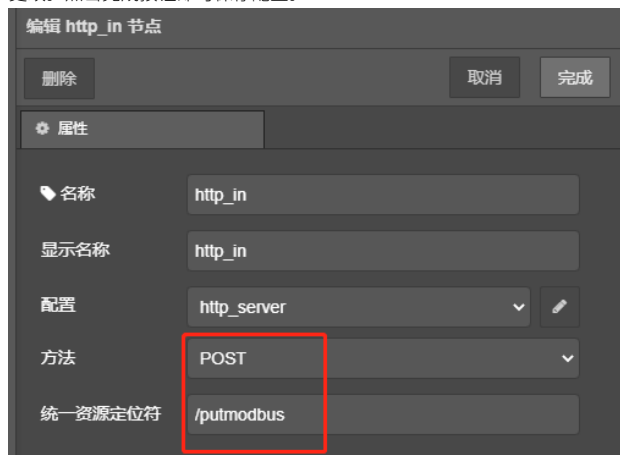 编辑 http_in 节点
删除
取消
完成
属性
名称
http_in
显示名称
http_in
配置
http_server
方法
POST
统一资源定位符
/putmodbus